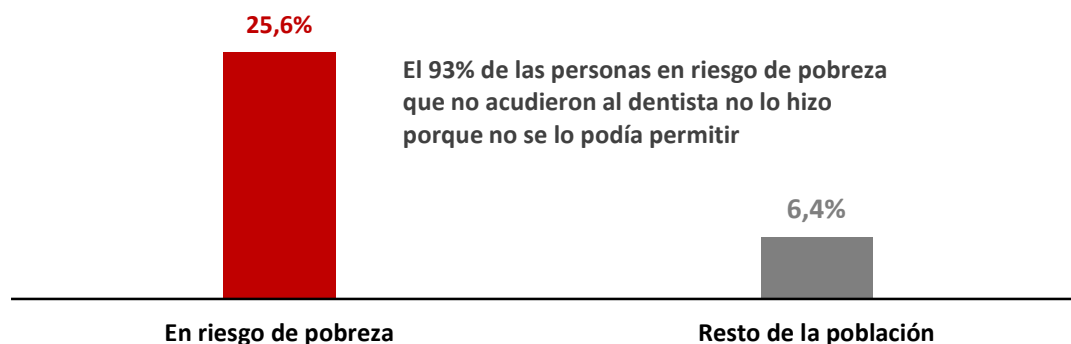 25,6%
El 93% de las personas en riesgo de pobreza
que no acudieron al dentista no lo hizo
porque no se lo podía permitir
6,4%
En riesgo de pobreza
Resto de la población